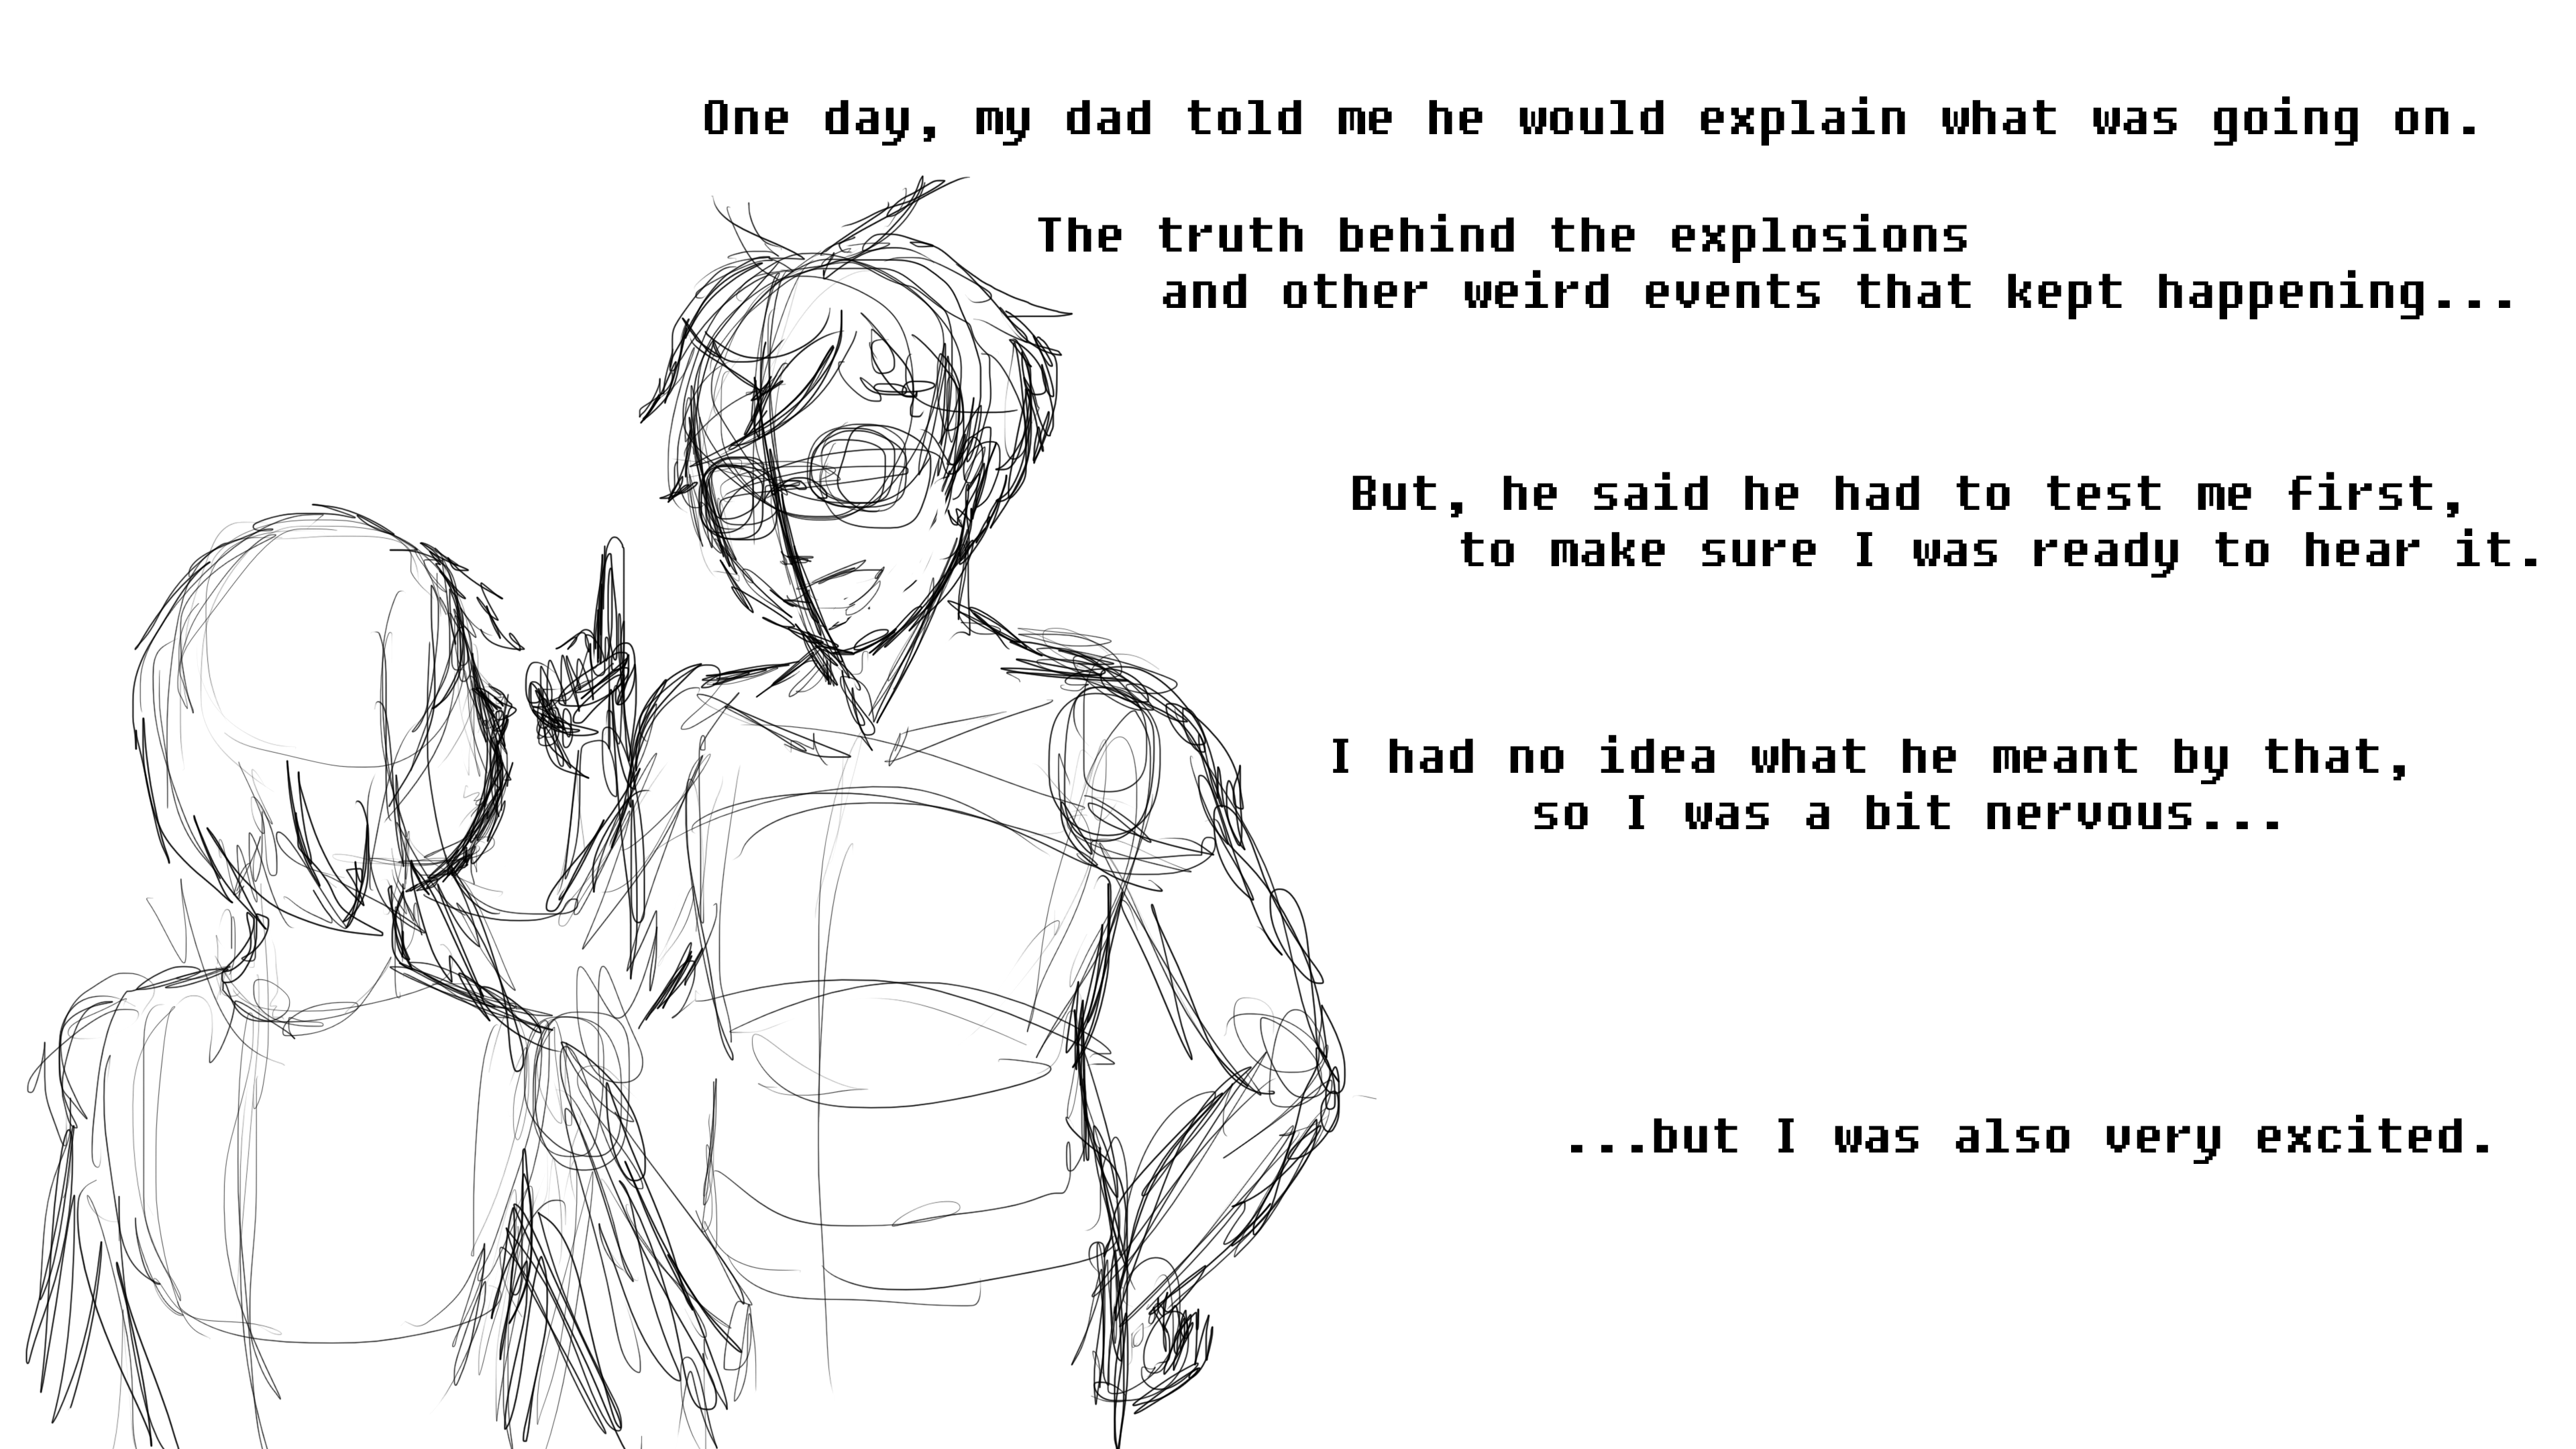 One day, my dad told me he would explain what was going on.
The truth behind the explosions
and other weird events that kept happening...
But, he said he had to test me first,
to make sure I was ready to hear it.
I had no idea what he meant by that,
so I was a bit nervous...
...but I was also very excited.